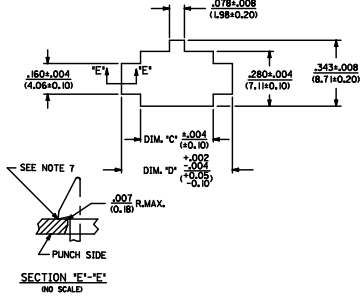 .078±.008
(1.98±0.20)
.160±.004
(4.06±0.10)
"E" "E"
.280±.004
(7.11±0.10)
.343±.008
(8.71±0.20)
DIM. "C" ±.004
(±0.10)
DIM. "D" +.002
-.004
(+0.05
-0.10)
SEE NOTE 7
.007 R.MAX.
(0.18)
PUNCH SIDE
SECTION "E"-"E"
(NO SCALE)